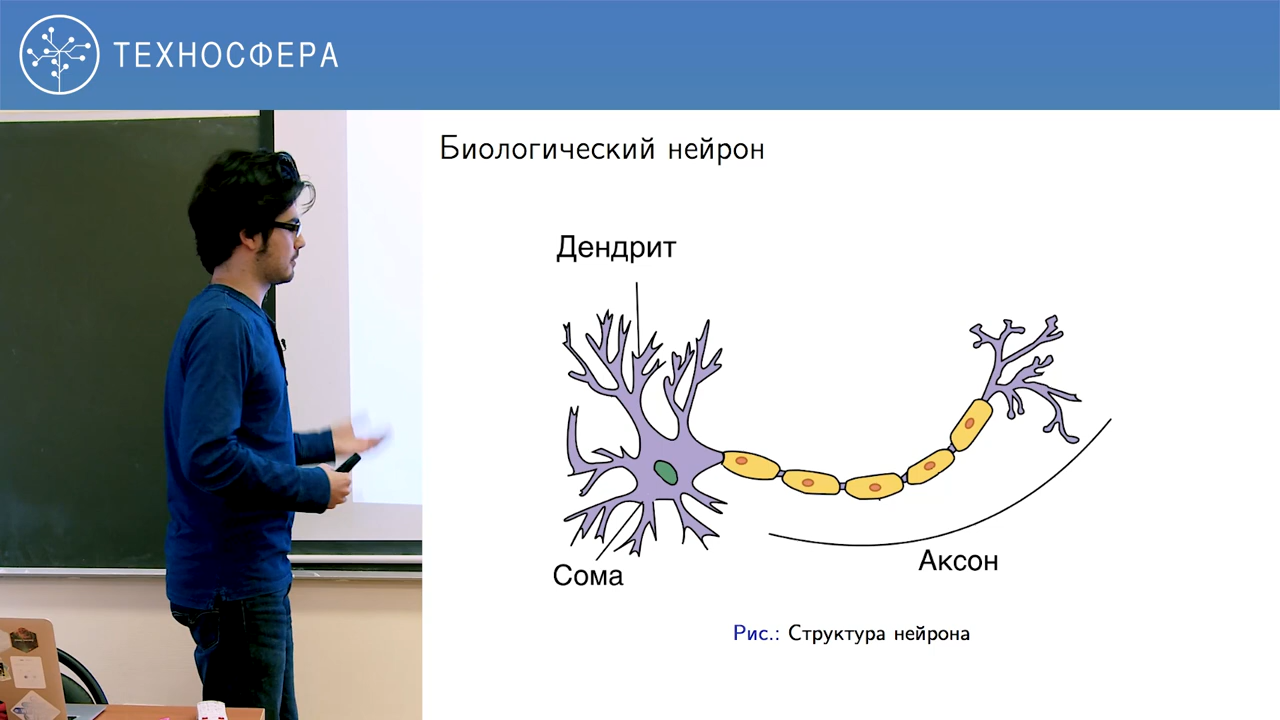 ТЕХНОСФЕРА
Биологический нейрон
Дендрит
Сома
Аксон
Рис.: Структура нейрона